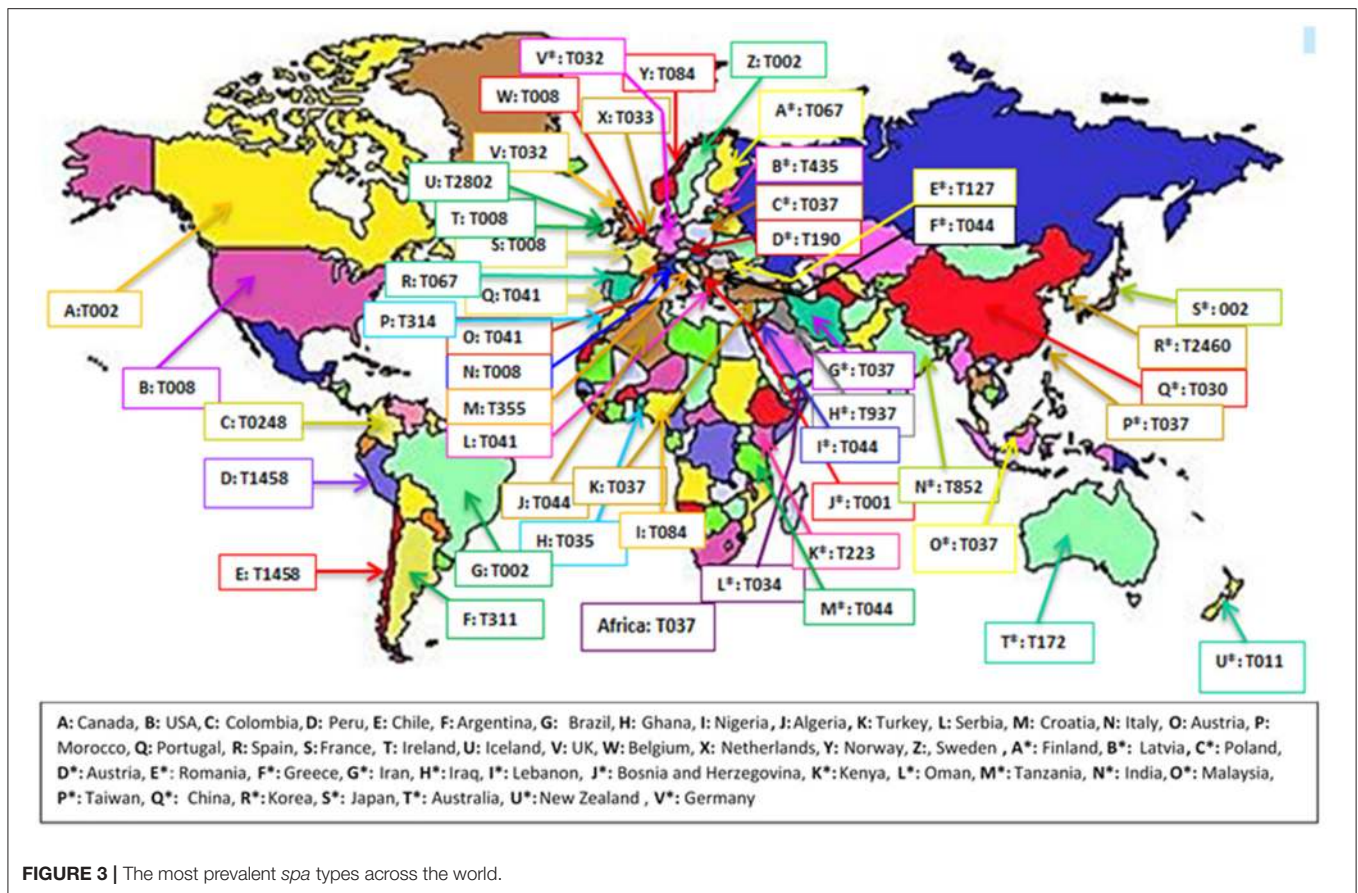 V*: T032
Y: T084
Z: T002
W: T008
X: T033
A*: T067
V: T032
B*: T435
U: T2802
E*: T127
C*: T037
T: T008
F*: T044
D*: T190
S: T008
R: T067
Q: T041
A:T002
P: T314
S*: 002
O: T041
R*: T2460
N: T008
G*: T037
B: T008
Q*: T030
M: T355
C: T0248
H*: T937
P*: T037
L: T041
I*: T044
D: T1458
K: T037
N*: T852
J: T044
J*: T001
I: T084
H: T035
O*: T037
K*: T223
G: T002
E: T1458
L*: T034
M*: T044
F: T311
Africa: T037
T*: T172
U*: T011
A: Canada, B: USA, C: Colombia, D: Peru, E: Chile, F: Argentina, G: Brazil, H: Ghana, I: Nigeria, J: Algeria, K: Turkey, L: Serbia, M: Croatia, N: Italy, O: Austria, P:
Morocco, Q: Portugal, R: Spain, S: France, T: Ireland, U: Iceland, V: UK, W: Belgium, X: Netherlands, Y: Norway, Z:, Sweden , A*: Finland, B*: Latvia, C*: Poland,
D*: Austria, E*: Romania, F*: Greece, G*: Iran, H*: Iraq, I*: Lebanon, J*: Bosnia and Herzegovina, K*: Kenya, L*: Oman, M*: Tanzania, N*: India, O*: Malaysia,
P*: Taiwan, Q*: China, R*: Korea, S*: Japan, T*: Australia, U*: New Zealand , V*: Germany
FIGURE 3 | The most prevalent spa types across the world.